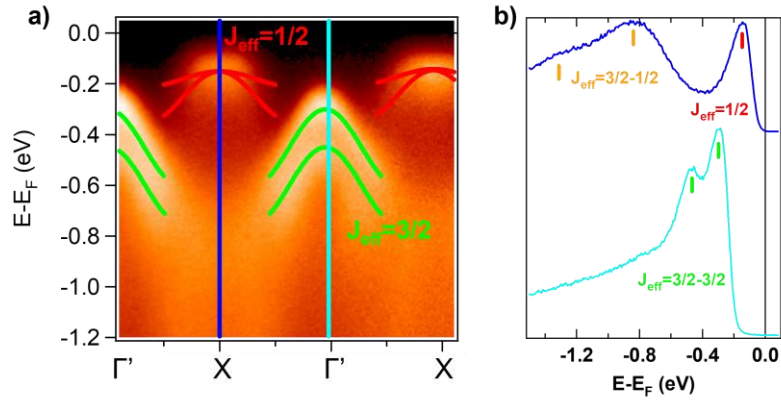 a)
J_eff=1/2
0.0
-0.2
-0.4
-0.6
-0.8
-1.0
-1.2
E-E_F (eV)
J_eff=3/2
Γ’
X
Γ’
X
b)
J_eff=3/2-1/2
J_eff=1/2
J_eff=3/2-3/2
-1.2
-0.8
-0.4
0.0
E-E_F (eV)